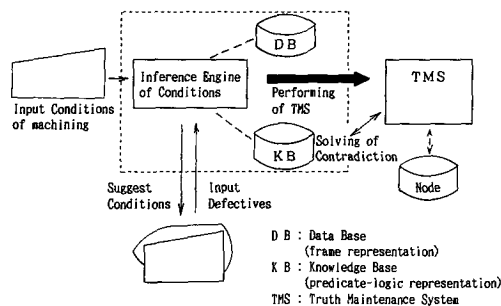 DB
Inference Engine
of Conditions
TMS
Performing
of TMS
Input Conditions
of machining
KB
Solving of
Contradiction
Node
Suggest
Conditions
Input
Defectives
D B : Data Base
(frame representation)
K B : Knowledge Base
(predicate-logic representation)
TMS : Truth Maintenance System